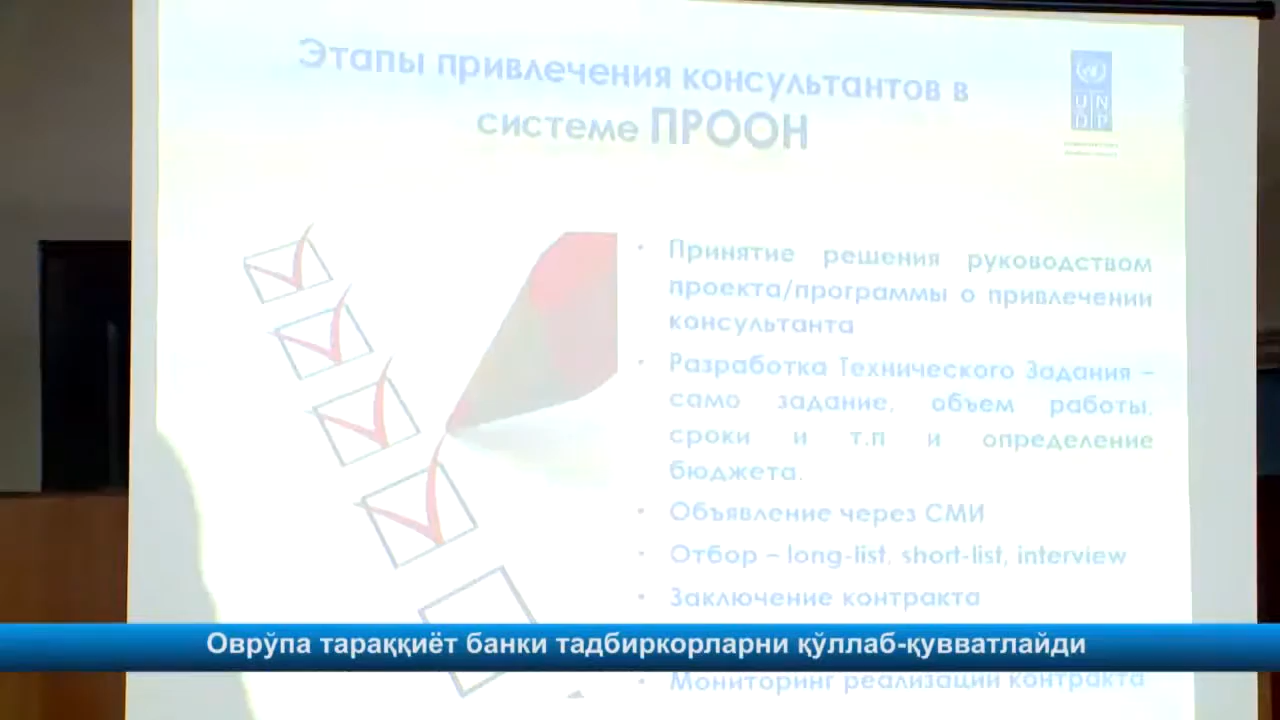 Этапы привлечения консультантов в
системе ПРООН
UN
DP
• Принятие решения руководством
проекта/программы о привлечении
консультанта
• Разработка Технического Задания –
само задание, объем работы,
сроки и т.п и определение
бюджета.
• Объявление через СМИ
• Отбор – long-list, short-list, interview
• Заключение контракта
Оврўпа тараққиёт банки тадбиркорларни қўллаб-қувватлайди
• Мониторинг реализации контракта